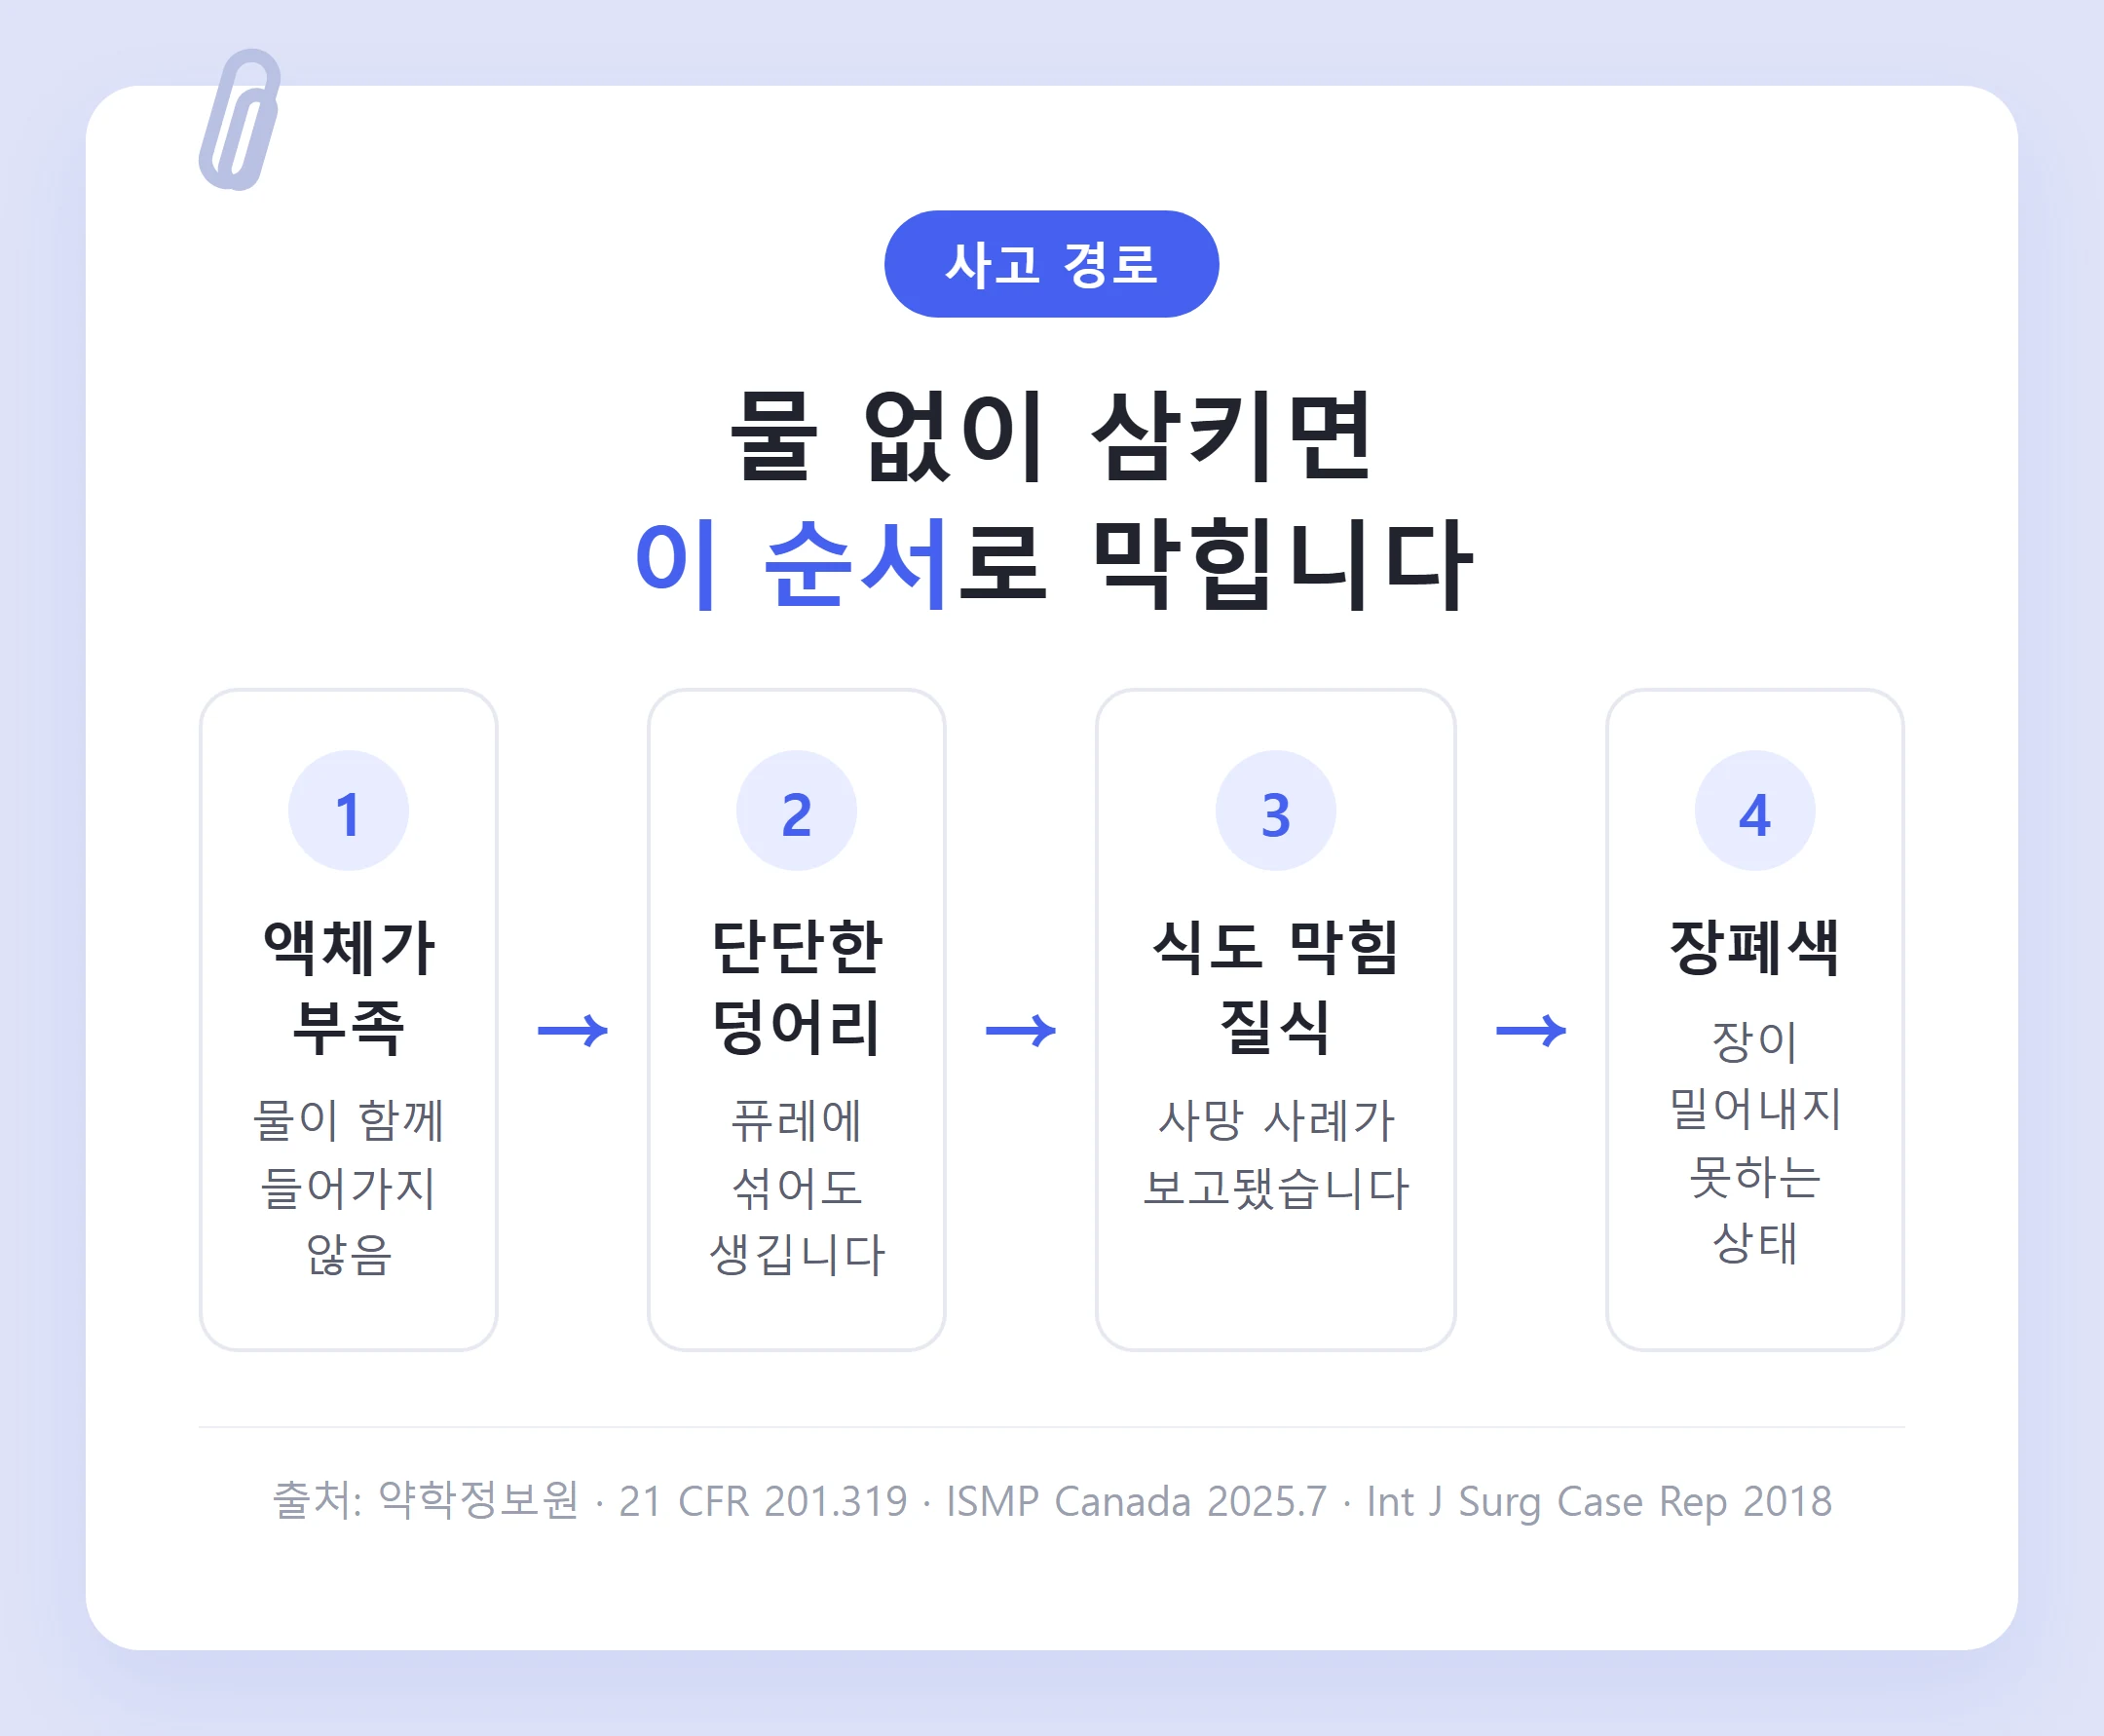 사고 경로
물 없이 삼키면
이 순서로 막힙니다
1
액체가
부족
물이 함께
들어가지
않음
→
2
단단한
덩어리
퓨레에
섞어도
생깁니다
→
3
식도 막힘
질식
사망 사례가
보고됐습니다
→
4
장폐색
장이
밀어내지
못하는
상태
출처: 약학정보원 · 21 CFR 201.319 · ISMP Canada 2025.7 · Int J Surg Case Rep 2018